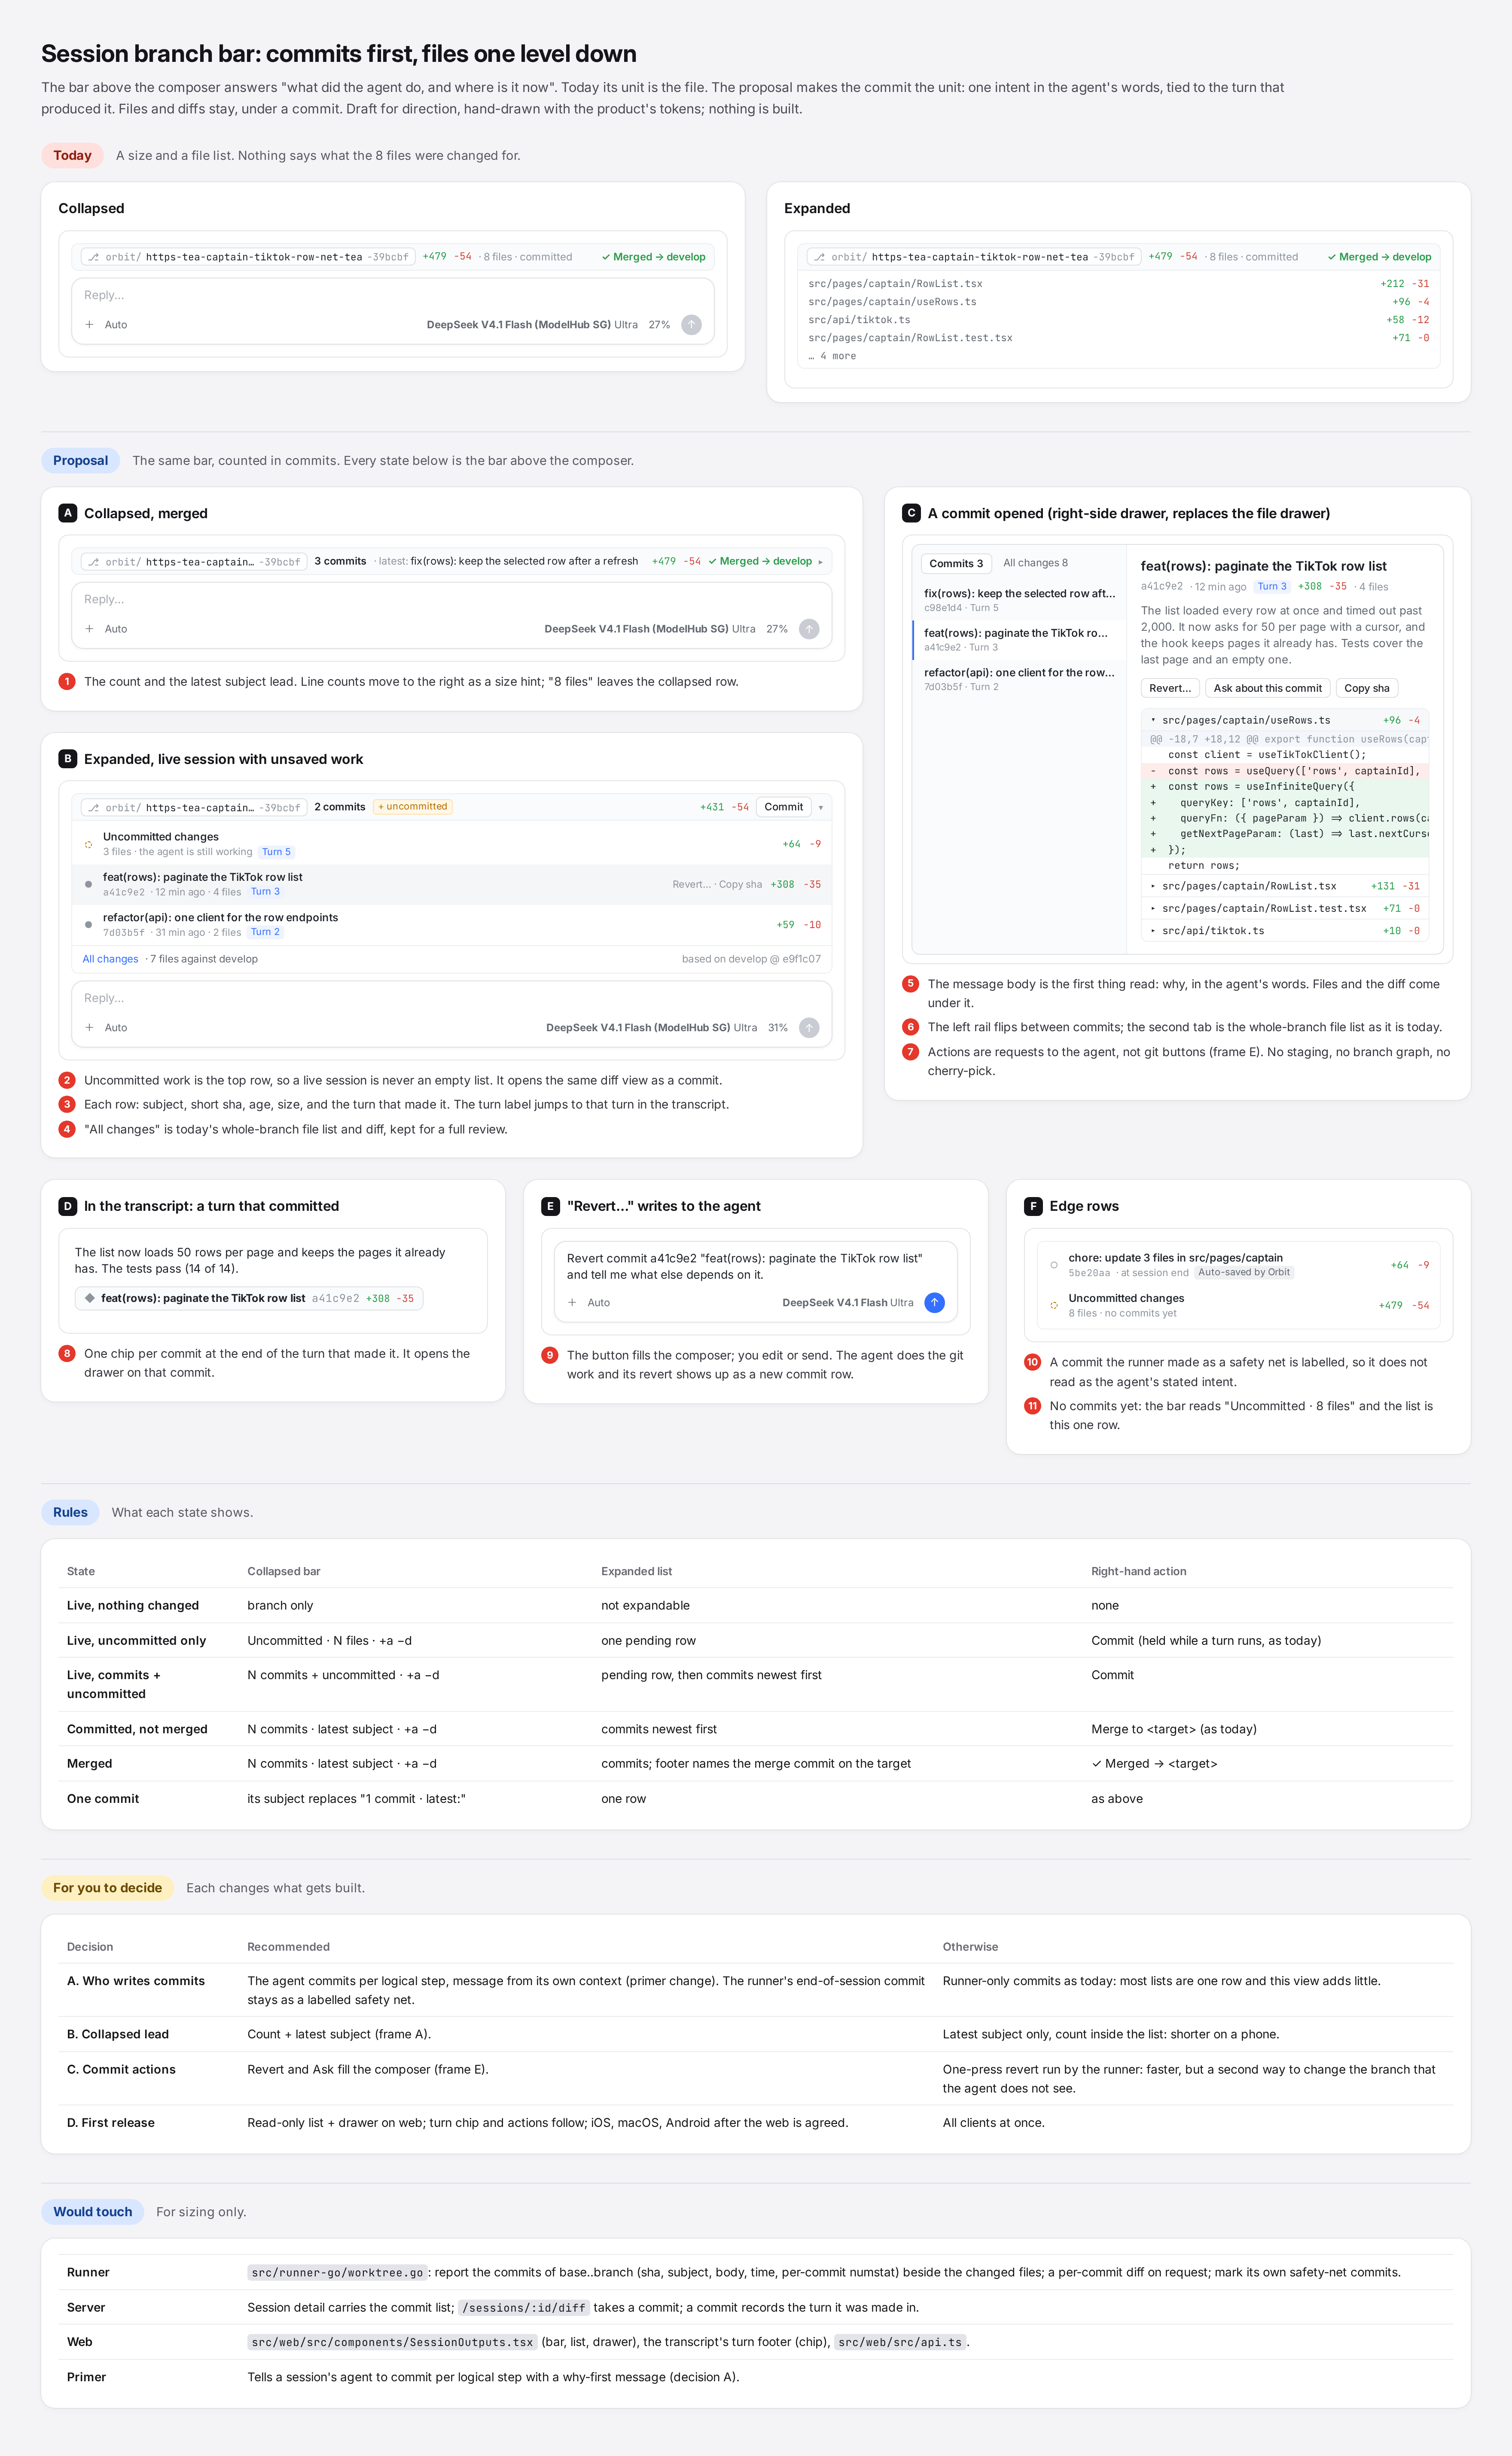 Session branch bar: commits first, files one level down
The bar above the composer answers "what did the agent do, and where is it now". Today its unit is the file. The proposal makes the commit the unit: one intent in the agent's words, tied to the turn that
produced it. Files and diffs stay, under a commit. Draft for direction, hand-drawn with the product's tokens; nothing is built.
Today A size and a file list. Nothing says what the 8 files were changed for.
Collapsed
orbit/ https-tea-captain-tiktok-row-net-tea -39bcbf +479 -54 · 8 files · committed ✓ Merged → develop
Reply...
+ Auto DeepSeek V4.1 Flash (ModelHub SG) Ultra 27% ↑
Expanded
orbit/ https-tea-captain-tiktok-row-net-tea -39bcbf +479 -54 · 8 files · committed ✓ Merged → develop
src/pages/captain/RowList.tsx +212 -31
src/pages/captain/useRows.ts +96 -4
src/api/tiktok.ts +58 -12
src/pages/captain/RowList.test.tsx +71 -0
… 4 more
Proposal The same bar, counted in commits. Every state below is the bar above the composer.
A Collapsed, merged
orbit/ https-tea-captain… -39bcbf 3 commits · latest: fix(rows): keep the selected row after a refresh +479 -54 ✓ Merged → develop ▸
Reply...
+ Auto DeepSeek V4.1 Flash (ModelHub SG) Ultra 27% ↑
1 The count and the latest subject lead. Line counts move to the right as a size hint; "8 files" leaves the collapsed row.
B Expanded, live session with unsaved work
orbit/ https-tea-captain… -39bcbf 2 commits + uncommitted +431 -54 Commit ▾
Uncommitted changes
3 files · the agent is still working Turn 5 +64 -9
feat(rows): paginate the TikTok row list
a41c9e2 · 12 min ago · 4 files Turn 3 Revert... · Copy sha +308 -35
refactor(api): one client for the row endpoints
7d03b5f · 31 min ago · 2 files Turn 2 +59 -10
All changes · 7 files against develop based on develop @ e9f1c07
Reply...
+ Auto DeepSeek V4.1 Flash (ModelHub SG) Ultra 31% ↑
2 Uncommitted work is the top row, so a live session is never an empty list. It opens the same diff view as a commit.
3 Each row: subject, short sha, age, size, and the turn that made it. The turn label jumps to that turn in the transcript.
4 "All changes" is today's whole-branch file list and diff, kept for a full review.
C A commit opened (right-side drawer, replaces the file drawer)
Commits 3 All changes 8
fix(rows): keep the selected row aft...
c98e1d4 · Turn 5
feat(rows): paginate the TikTok ro...
a41c9e2 · Turn 3
refactor(api): one client for the row...
7d03b5f · Turn 2
feat(rows): paginate the TikTok row list
a41c9e2 · 12 min ago Turn 3 +308 -35 · 4 files
The list loaded every row at once and timed out past
2,000. It now asks for 50 per page with a cursor, and
the hook keeps pages it already has. Tests cover the
last page and an empty one.
Revert... Ask about this commit Copy sha
▾ src/pages/captain/useRows.ts +96 -4
@@ -18,7 +18,12 @@ export function useRows(capt
const client = useTikTokClient();
- const rows = useQuery(['rows', captainId],
+ const rows = useInfiniteQuery({
+ queryKey: ['rows', captainId],
+ queryFn: ({ pageParam }) => client.rows(ca
+ getNextPageParam: (last) => last.nextCurso
+ });
return rows;
▸ src/pages/captain/RowList.tsx +131 -31
▸ src/pages/captain/RowList.test.tsx +71 -0
▸ src/api/tiktok.ts +10 -0
5 The message body is the first thing read: why, in the agent's words. Files and the diff come
under it.
6 The left rail flips between commits; the second tab is the whole-branch file list as it is today.
7 Actions are requests to the agent, not git buttons (frame E). No staging, no branch graph, no
cherry-pick.
D In the transcript: a turn that committed
The list now loads 50 rows per page and keeps the pages it already
has. The tests pass (14 of 14).
◆ feat(rows): paginate the TikTok row list a41c9e2 +308 -35
8 One chip per commit at the end of the turn that made it. It opens the
drawer on that commit.
E "Revert..." writes to the agent
Revert commit a41c9e2 "feat(rows): paginate the TikTok row list"
and tell me what else depends on it.
+ Auto DeepSeek V4.1 Flash Ultra ↑
9 The button fills the composer; you edit or send. The agent does the git
work and its revert shows up as a new commit row.
F Edge rows
chore: update 3 files in src/pages/captain
5be20aa · at session end Auto-saved by Orbit +64 -9
Uncommitted changes
8 files · no commits yet +479 -54
10 A commit the runner made as a safety net is labelled, so it does not
read as the agent's stated intent.
11 No commits yet: the bar reads "Uncommitted · 8 files" and the list is
this one row.
Rules What each state shows.
State Collapsed bar Expanded list Right-hand action
Live, nothing changed branch only not expandable none
Live, uncommitted only Uncommitted · N files · +a −d one pending row Commit (held while a turn runs, as today)
Live, commits + N commits + uncommitted · +a −d pending row, then commits newest first Commit
uncommitted
Committed, not merged N commits · latest subject · +a −d commits newest first Merge to <target> (as today)
Merged N commits · latest subject · +a −d commits; footer names the merge commit on the target ✓ Merged → <target>
One commit its subject replaces "1 commit · latest:" one row as above
For you to decide Each changes what gets built.
Decision Recommended Otherwise
A. Who writes commits The agent commits per logical step, message from its own context (primer change). The runner's end-of-session commit Runner-only commits as today: most lists are one row and this view adds little.
stays as a labelled safety net.
B. Collapsed lead Count + latest subject (frame A). Latest subject only, count inside the list: shorter on a phone.
C. Commit actions Revert and Ask fill the composer (frame E). One-press revert run by the runner: faster, but a second way to change the branch that
the agent does not see.
D. First release Read-only list + drawer on web; turn chip and actions follow; iOS, macOS, Android after the web is agreed. All clients at once.
Would touch For sizing only.
Runner src/runner-go/worktree.go: report the commits of base..branch (sha, subject, body, time, per-commit numstat) beside the changed files; a per-commit diff on request; mark its own safety-net commits.
Server Session detail carries the commit list; /sessions/:id/diff takes a commit; a commit records the turn it was made in.
Web src/web/src/components/SessionOutputs.tsx (bar, list, drawer), the transcript's turn footer (chip), src/web/src/api.ts.
Primer Tells a session's agent to commit per logical step with a why-first message (decision A).